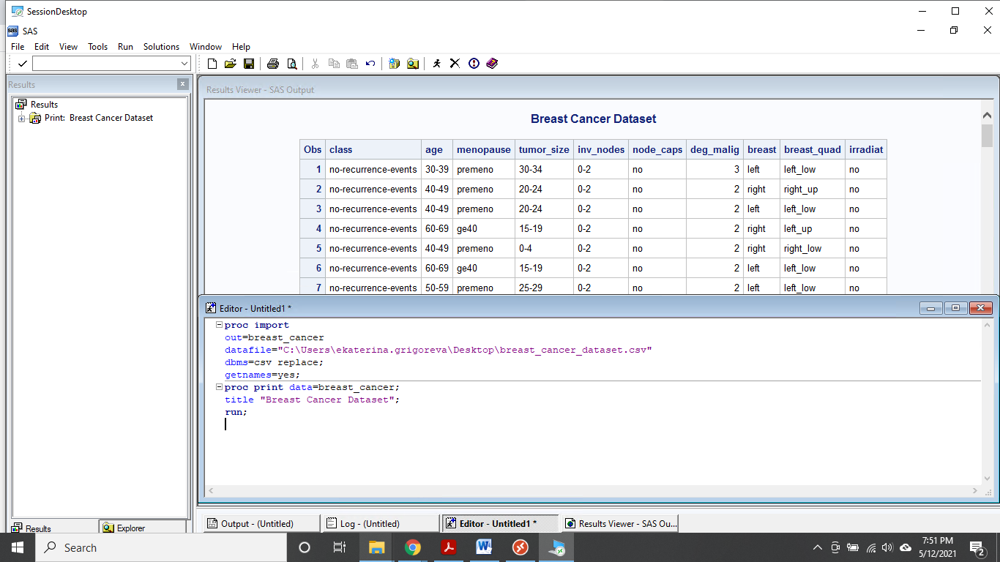 SessionDesktop
SAS
File Edit View Tools Run Solutions Window Help
Results
Results
Print: Breast Cancer Dataset
Results Viewer - SAS Output
Breast Cancer Dataset
Obs class age menopause tumor_size inv_nodes node_caps deg_malig breast breast_quad irradiat
1 no-recurrence-events 30-39 premeno 30-34 0-2 no 3 left left_low no
2 no-recurrence-events 40-49 premeno 20-24 0-2 no 2 right right_up no
3 no-recurrence-events 40-49 premeno 20-24 0-2 no 2 left left_low no
4 no-recurrence-events 60-69 ge40 15-19 0-2 no 2 right left_up no
5 no-recurrence-events 40-49 premeno 0-4 0-2 no 2 right right_low no
6 no-recurrence-events 60-69 ge40 15-19 0-2 no 2 left left_low no
7 no-recurrence-events 50-59 premeno 25-29 0-2 no 2 left left_low no
Editor - Untitled1 *
proc import
out=breast_cancer
datafile="C:\Users\ekaterina.grigoreva\Desktop\breast_cancer_dataset.csv"
dbms=csv replace;
getnames=yes;
proc print data=breast_cancer;
title "Breast Cancer Dataset";
run;
Results Explorer
Output - (Untitled) Log - (Untitled) Editor - Untitled1 * Results Viewer - SAS Ou...
Search
7:51 PM
5/12/2021
2